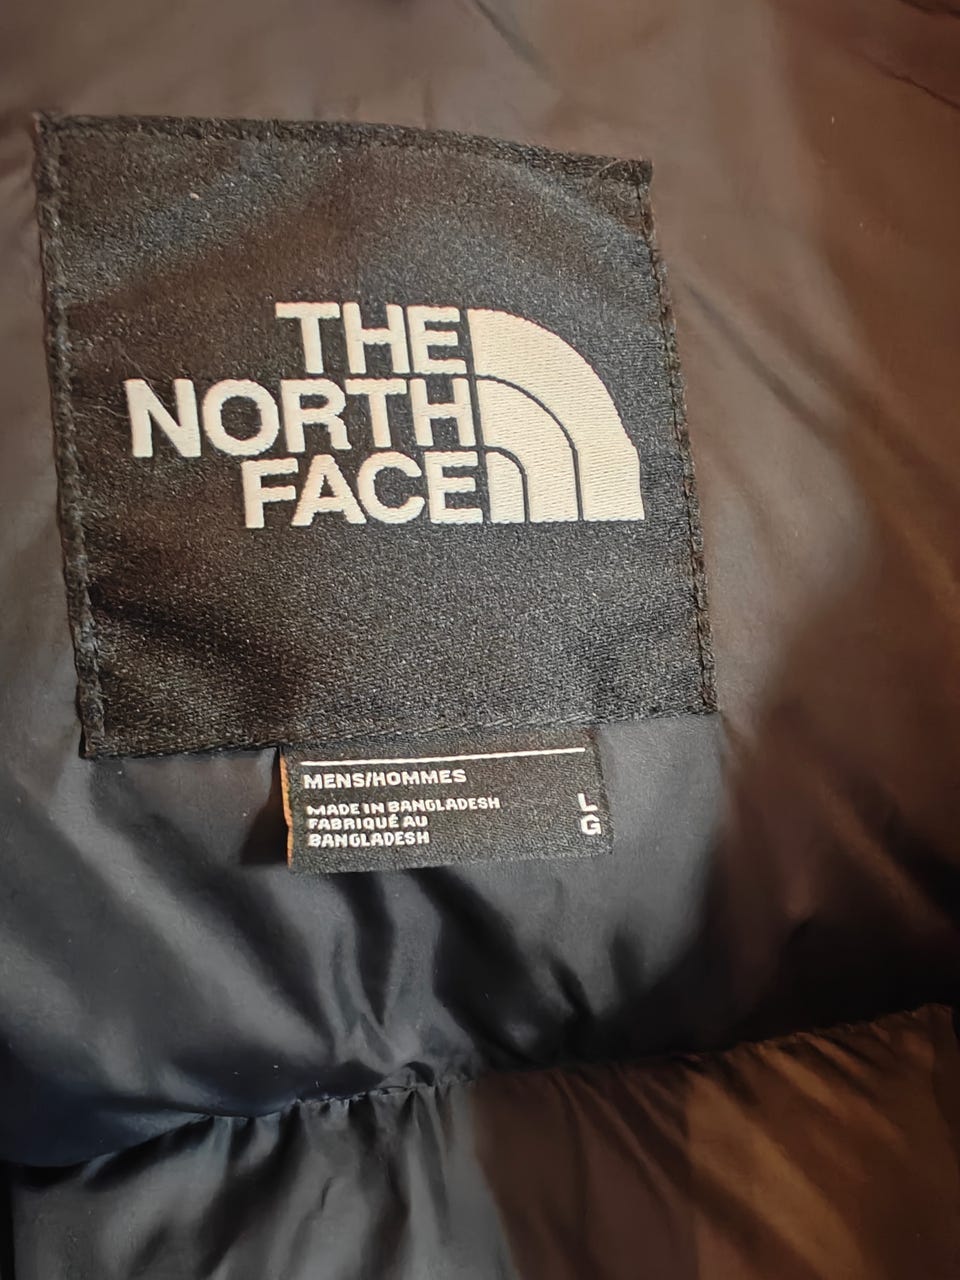 THE
NORTH
FACE
MENS/HOMMES
MADE IN BANGLADESH
FABRIQUÉ AU
BANGLADESH
L
G